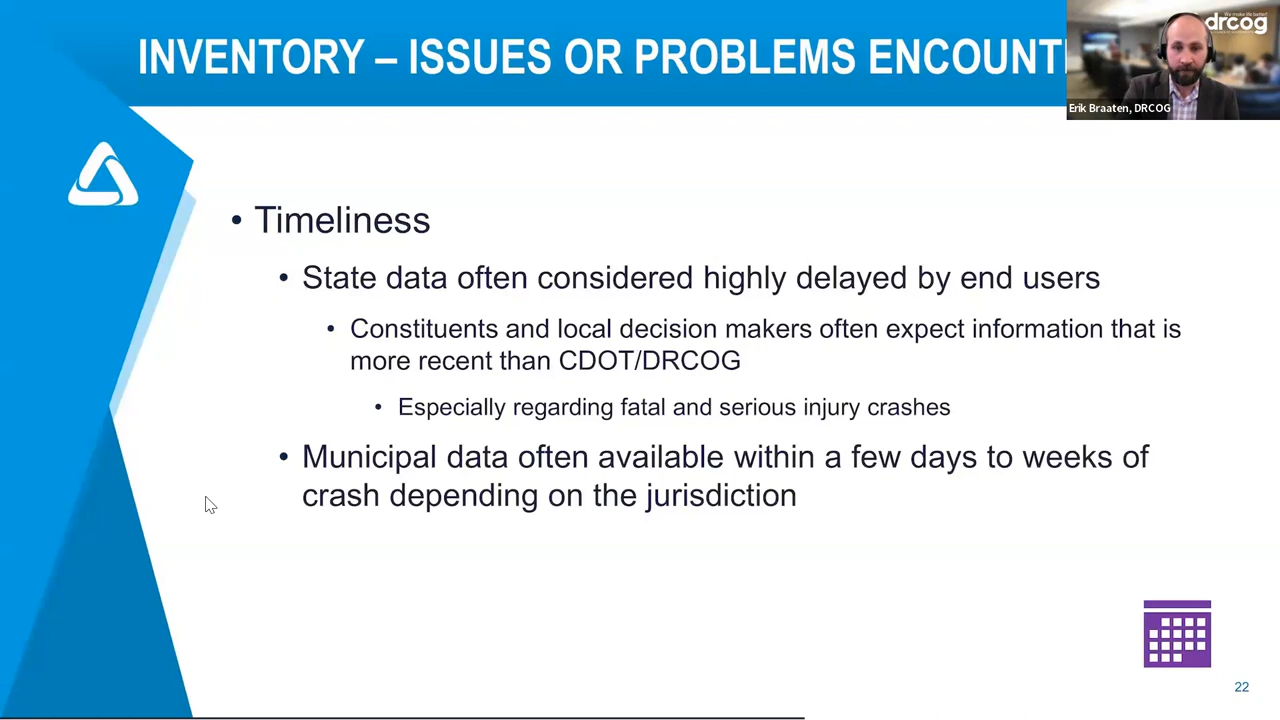 INVENTORY – ISSUES OR PROBLEMS ENCOUNT
drcog
Erik Braaten, DRCOG
• Timeliness
• State data often considered highly delayed by end users
• Constituents and local decision makers often expect information that is
more recent than CDOT/DRCOG
• Especially regarding fatal and serious injury crashes
• Municipal data often available within a few days to weeks of
crash depending on the jurisdiction
22